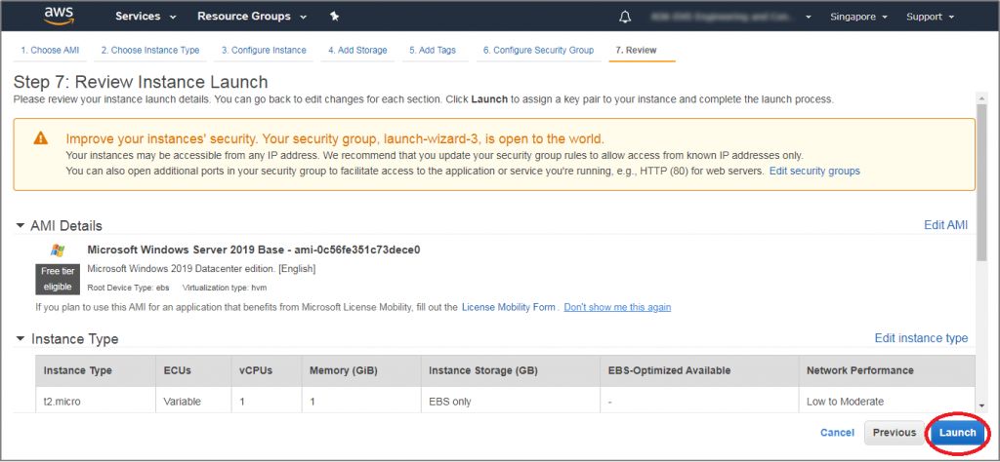 aws Services Resource Groups Singapore Support
1. Choose AMI 2. Choose Instance Type 3. Configure Instance 4. Add Storage 5. Add Tags 6. Configure Security Group 7. Review
Step 7: Review Instance Launch
Please review your instance launch details. You can go back to edit changes for each section. Click Launch to assign a key pair to your instance and complete the launch process.
Improve your instances' security. Your security group, launch-wizard-3, is open to the world.
Your instances may be accessible from any IP address. We recommend that you update your security group rules to allow access from known IP addresses only.
You can also open additional ports in your security group to facilitate access to the application or service you're running, e.g., HTTP (80) for web servers. Edit security groups
AMI Details Edit AMI
Microsoft Windows Server 2019 Base - ami-0c56fe351c73dece0
Free tier eligible
Microsoft Windows 2019 Datacenter edition. [English]
Root Device Type: ebs Virtualization type: hvm
If you plan to use this AMI for an application that benefits from Microsoft License Mobility, fill out the License Mobility Form . Don't show me this again
Instance Type Edit instance type
Instance Type ECUs vCPUs Memory (GiB) Instance Storage (GB) EBS-Optimized Available Network Performance
t2.micro Variable 1 1 EBS only - Low to Moderate
Cancel Previous Launch